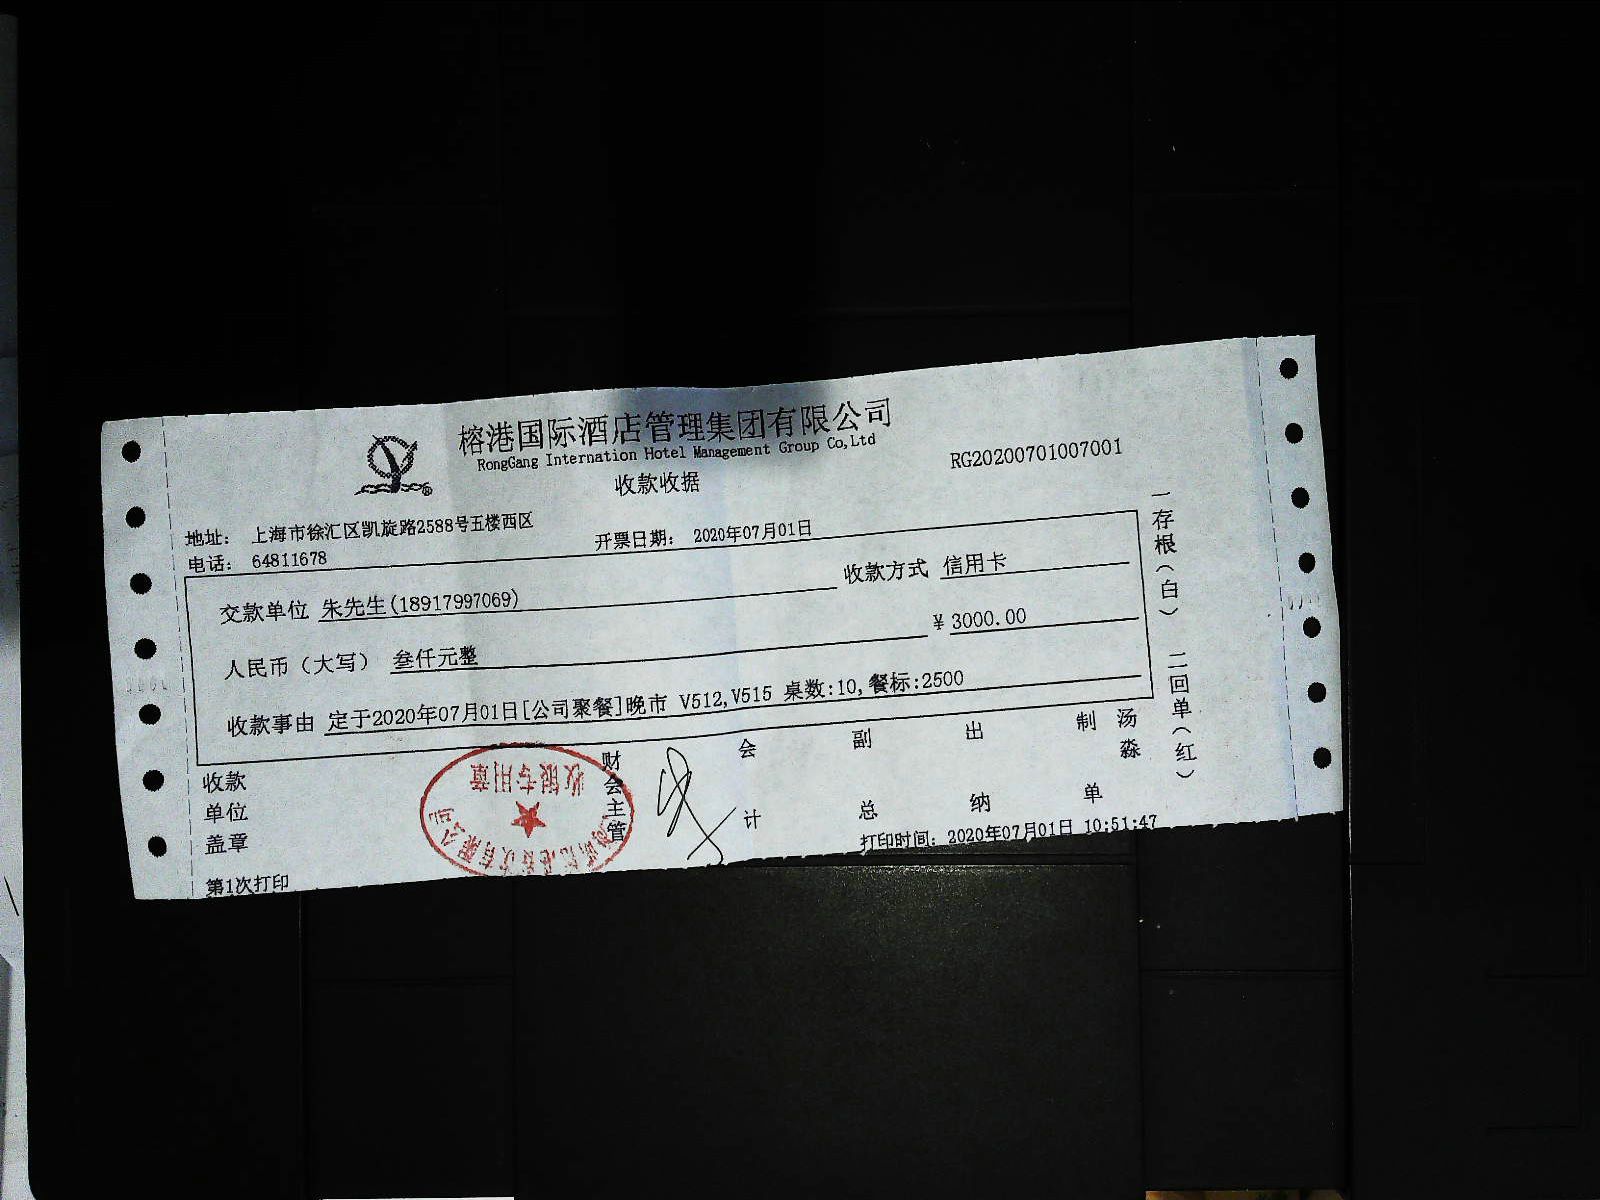 榕港国际酒店管理集团有限公司
RongGang Internation Hotel Management Group Co,Ltd
收款收据
RG20200701007001
地址： 上海市徐汇区凯旋路2588号五楼西区
电话： 64811678
开票日期： 2020年07月01日
交款单位 朱先生(18917997069)
收款方式 信用卡
人民币（大写） 叁仟元整
¥ 3000.00
收款事由 定于2020年07月01日[公司聚餐]晚市 V512,V515 桌数:10,餐标:2500
一存根（白）
二回单（红）
收款单位盖章
收银专用章
财会主管
会计
副总
出纳
制单
汤淼
第1次打印
打印时间：2020年07月01日 10:51:47